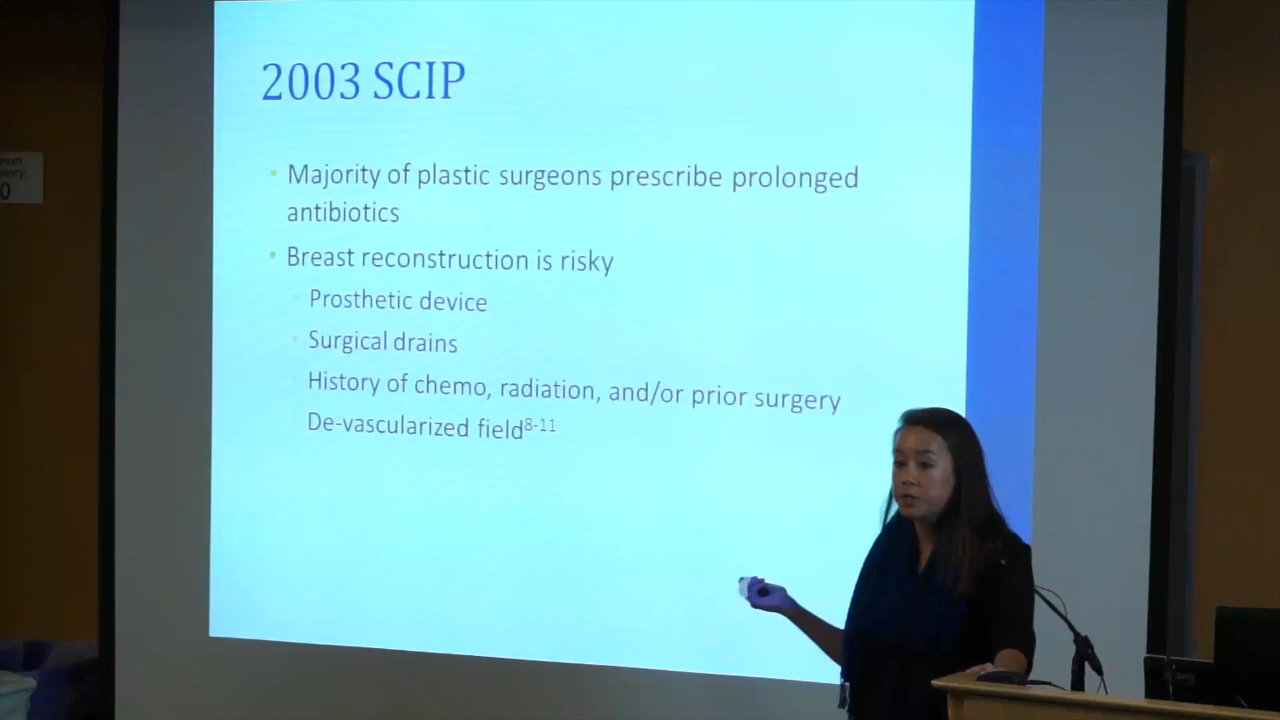 2003 SCIP
Majority of plastic surgeons prescribe prolonged
antibiotics
Breast reconstruction is risky
Prosthetic device
Surgical drains
History of chemo, radiation, and/or prior surgery
De-vascularized field8-11
0